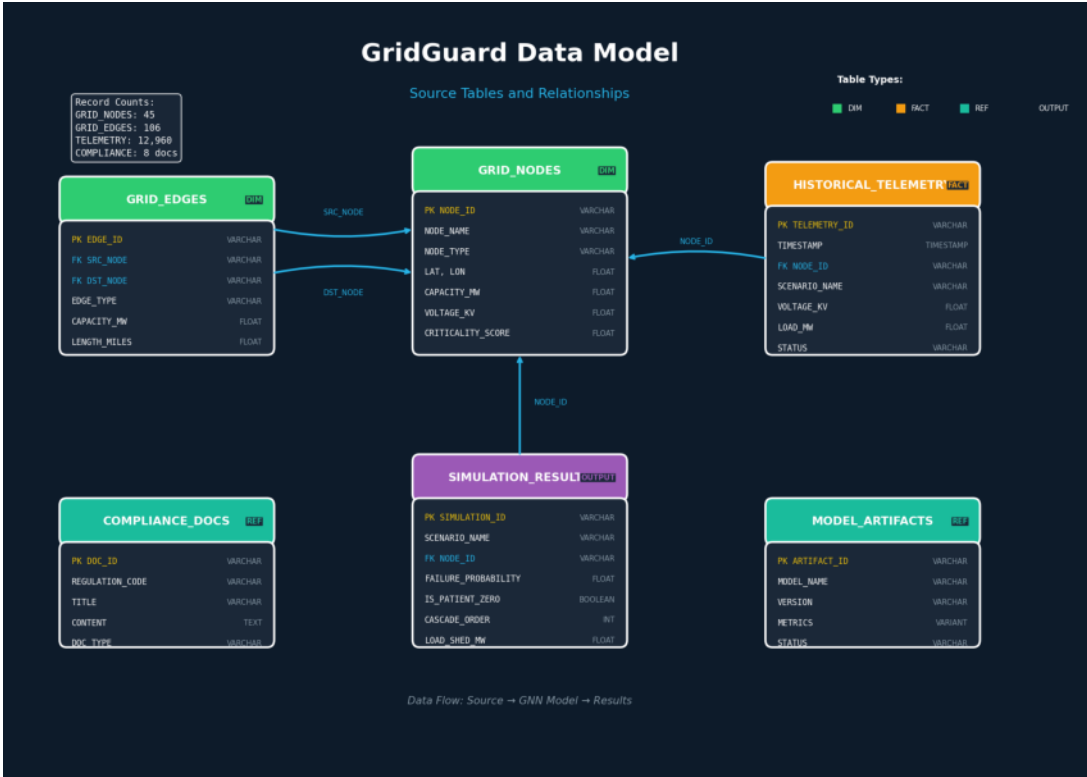 GridGuard Data Model
Source Tables and Relationships
Table Types:
DIM FACT REF OUTPUT
Record Counts:
GRID_NODES: 45
GRID_EDGES: 106
TELEMETRY: 12,960
COMPLIANCE: 8 docs
GRID_EDGES DIM
PK EDGE_ID VARCHAR
FK SRC_NODE VARCHAR
FK DST_NODE VARCHAR
EDGE_TYPE VARCHAR
CAPACITY_MW FLOAT
LENGTH_MILES FLOAT
SRC_NODE
DST_NODE
GRID_NODES DIM
PK NODE_ID VARCHAR
NODE_NAME VARCHAR
NODE_TYPE VARCHAR
LAT, LON FLOAT
CAPACITY_MW FLOAT
VOLTAGE_KV FLOAT
CRITICALITY_SCORE FLOAT
NODE_ID
HISTORICAL_TELEMETR FACT
PK TELEMETRY_ID VARCHAR
TIMESTAMP TIMESTAMP
FK NODE_ID VARCHAR
SCENARIO_NAME VARCHAR
VOLTAGE_KV FLOAT
LOAD_MW FLOAT
STATUS VARCHAR
NODE_ID
COMPLIANCE_DOCS REF
PK DOC_ID VARCHAR
REGULATION_CODE VARCHAR
TITLE VARCHAR
CONTENT TEXT
DOC_TYPE VARCHAR
SIMULATION_RESULT OUTPUT
PK SIMULATION_ID VARCHAR
SCENARIO_NAME VARCHAR
FK NODE_ID VARCHAR
FAILURE_PROBABILITY FLOAT
IS_PATIENT_ZERO BOOLEAN
CASCADE_ORDER INT
LOAD_SHED_MW FLOAT
MODEL_ARTIFACTS REF
PK ARTIFACT_ID VARCHAR
MODEL_NAME VARCHAR
VERSION VARCHAR
METRICS VARIANT
STATUS VARCHAR
Data Flow: Source → GNN Model → Results